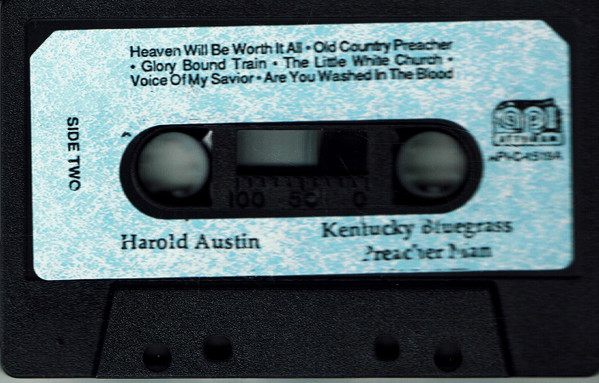 Heaven Will Be Worth It All • Old Country Preacher
• Glory Bound Train • The Little White Church •
Voice Of My Savior • Are You Washed In The Blood
SIDE TWO
100 50 0
Harold Austin
Kentucky Bluegrass
Preacher Man